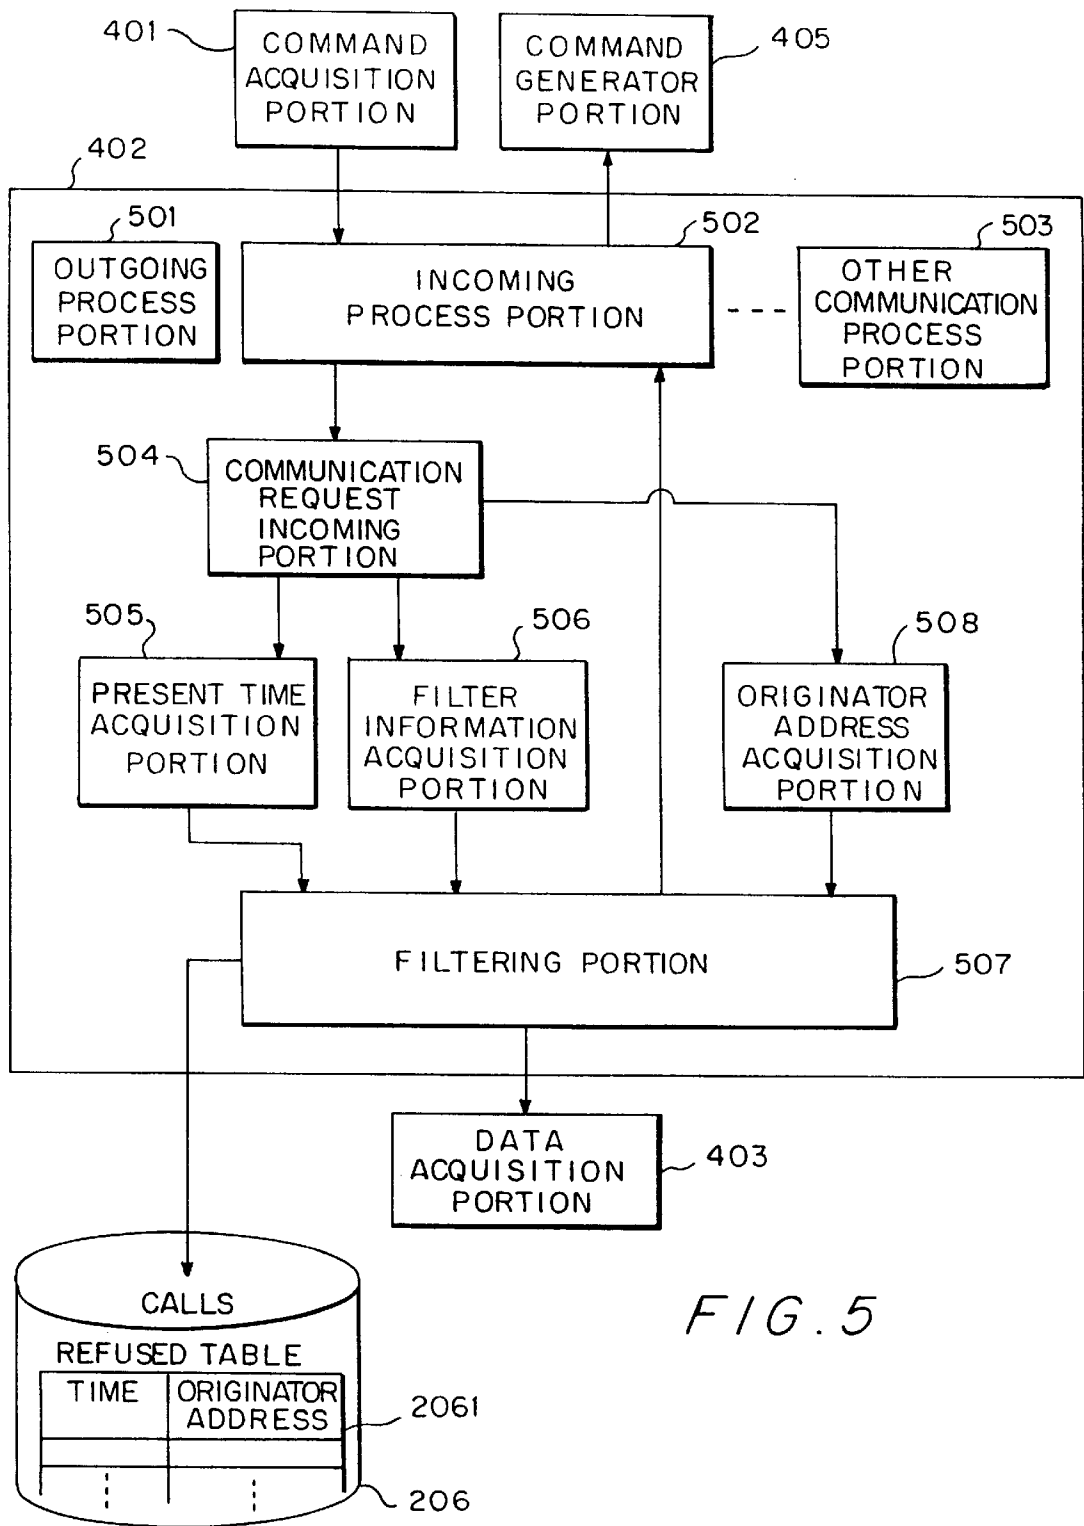 401
COMMAND
ACQUISITION
PORTION
COMMAND
GENERATOR
PORTION
405
402
501
OUTGOING
PROCESS
PORTION
502
INCOMING
PROCESS PORTION
503
OTHER
COMMUNICATION
PROCESS
PORTION
504
COMMUNICATION
REQUEST
INCOMING
PORTION
505
PRESENT TIME
ACQUISITION
PORTION
506
FILTER
INFORMATION
ACQUISITION
PORTION
508
ORIGINATOR
ADDRESS
ACQUISITION
PORTION
FILTERING PORTION
507
DATA
ACQUISITION
PORTION
403
CALLS
REFUSED TABLE
TIME
ORIGINATOR
ADDRESS
2061
206
FIG. 5